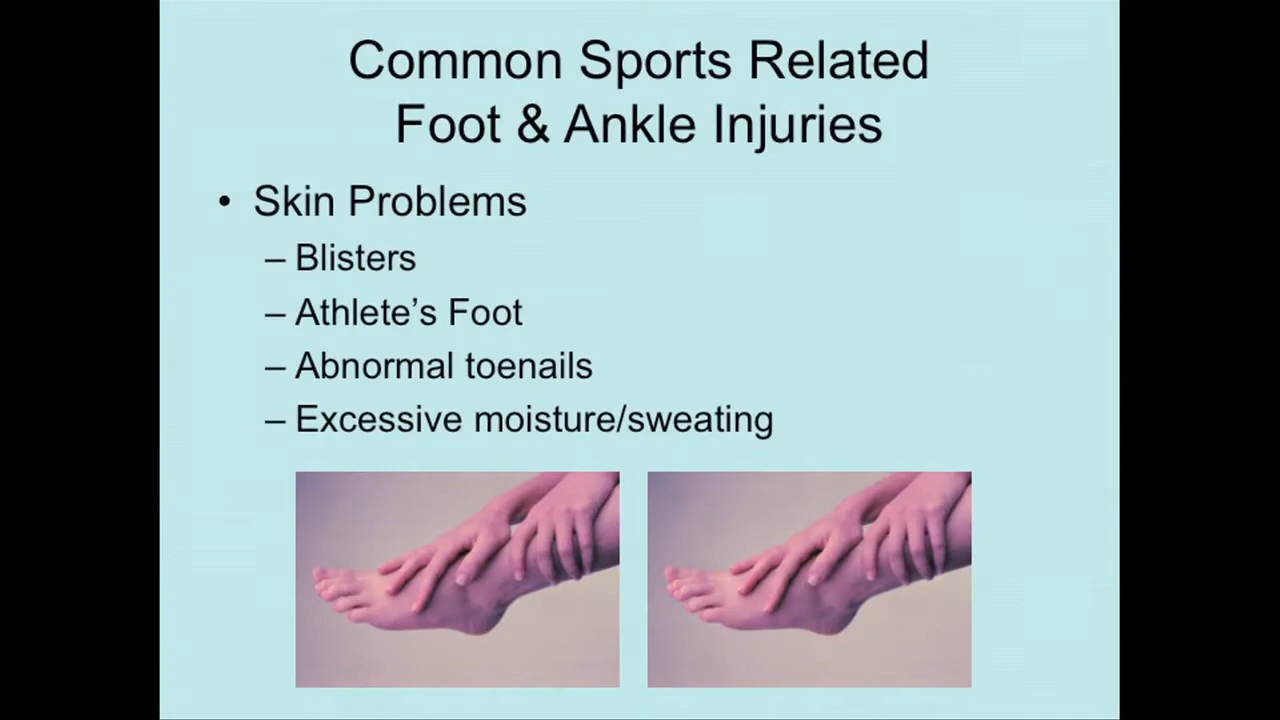 Common Sports Related
Foot & Ankle Injuries
• Skin Problems
– Blisters
– Athlete’s Foot
– Abnormal toenails
– Excessive moisture/sweating